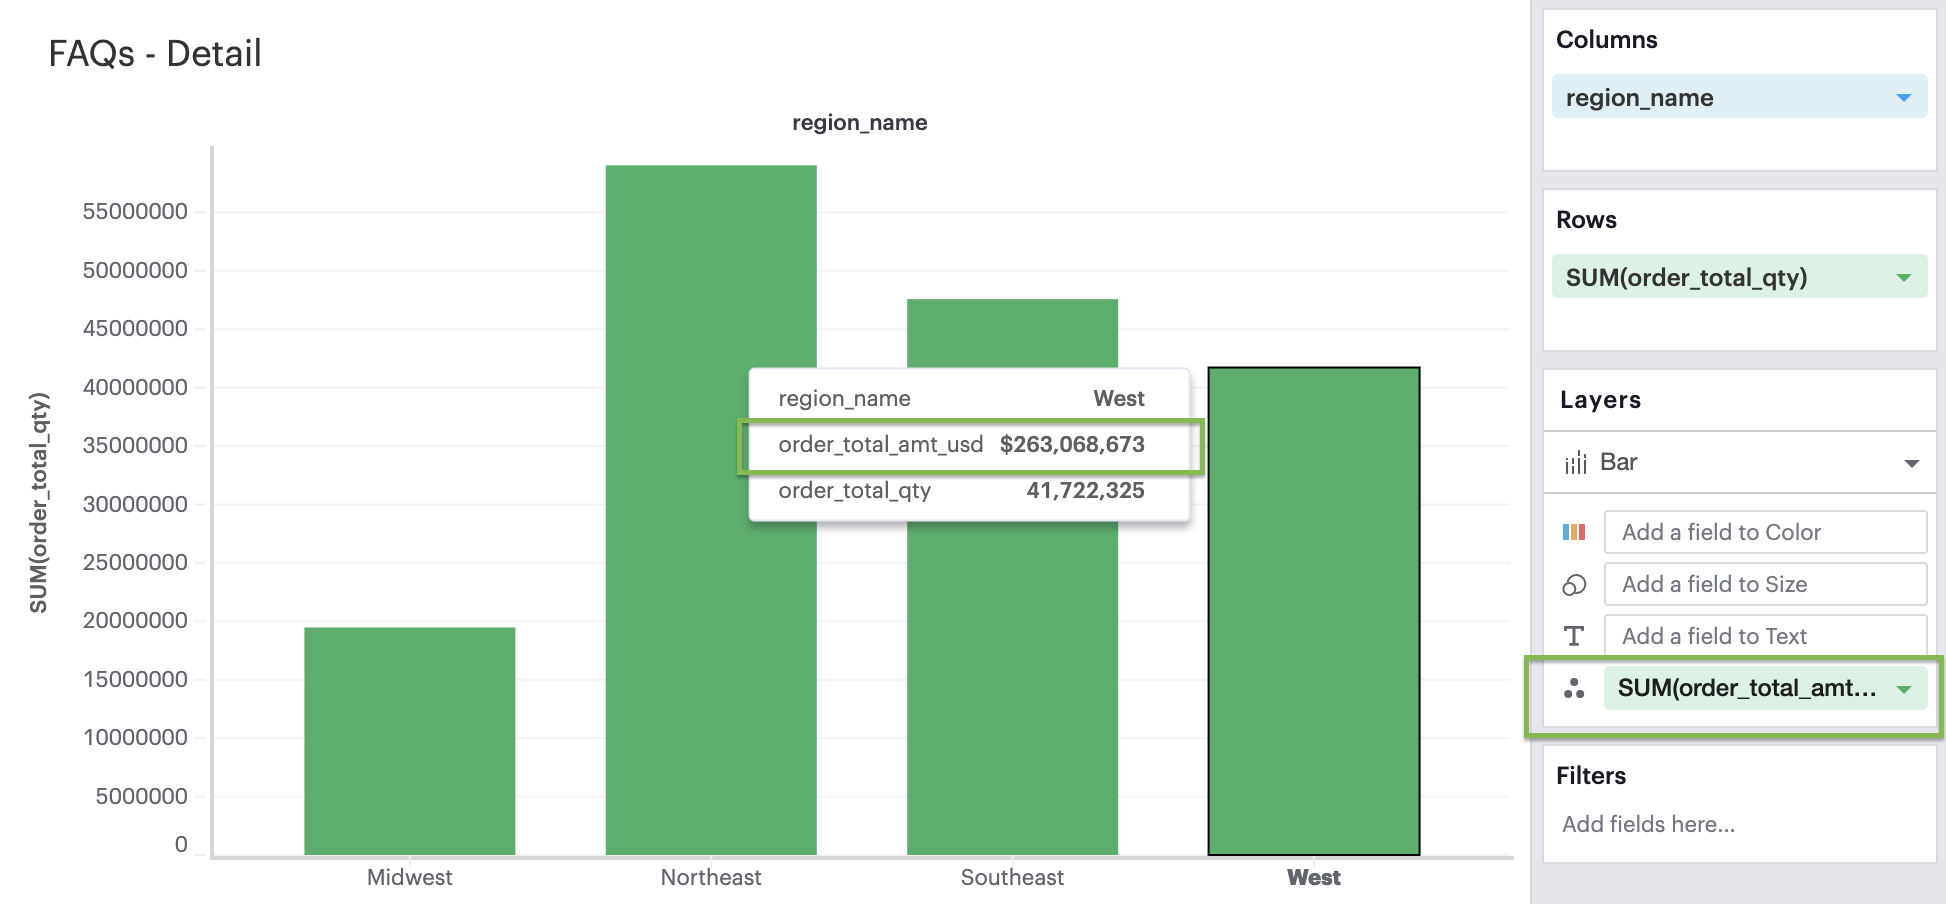 FAQs - Detail
region_name
SUM(order_total_qty)
55000000
50000000
45000000
40000000
35000000
30000000
25000000
20000000
15000000
10000000
5000000
0
Midwest Northeast Southeast West
region_name West
order_total_amt_usd $263,068,673
order_total_qty 41,722,325
Columns
region_name
Rows
SUM(order_total_qty)
Layers
Bar
Add a field to Color
Add a field to Size
T Add a field to Text
SUM(order_total_amt...
Filters
Add fields here...